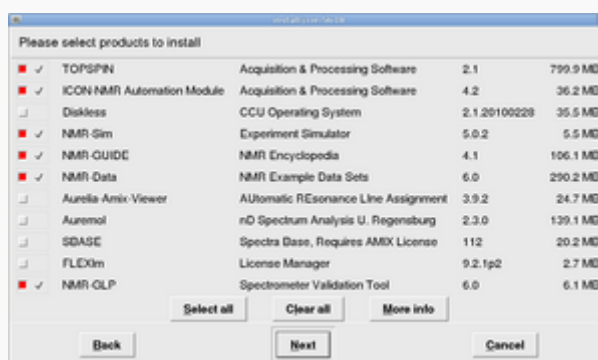 Please select products to install
TOPSPIN Acquisition & Processing Software 2.1 799.9 MB
ICON-NMR Automation Module Acquisition & Processing Software 4.2 36.2 MB
Diskless CCU Operating System 2.1.20100228 35.5 MB
NMR-Sim Experiment Simulator 5.0.2 5.5 MB
NMR-GUIDE NMR Encyclopedia 4.1 106.1 MB
NMR-Data NMR Example Data Sets 6.0 290.2 MB
Aurelia-Amix-Viewer AUtomatic REsonance LIne Assignment 3.9.2 24.7 MB
Auremol nD Spectrum Analysis U. Regensburg 2.3.0 139.1 MB
SBASE Spectra Base, Requires AMIX License 112 20.2 MB
FLEXlm License Manager 9.2.1p2 2.7 MB
NMR-GLP Spectrometer Validation Tool 6.0 6.1 MB
Select all Clear all More info
Back Next Cancel